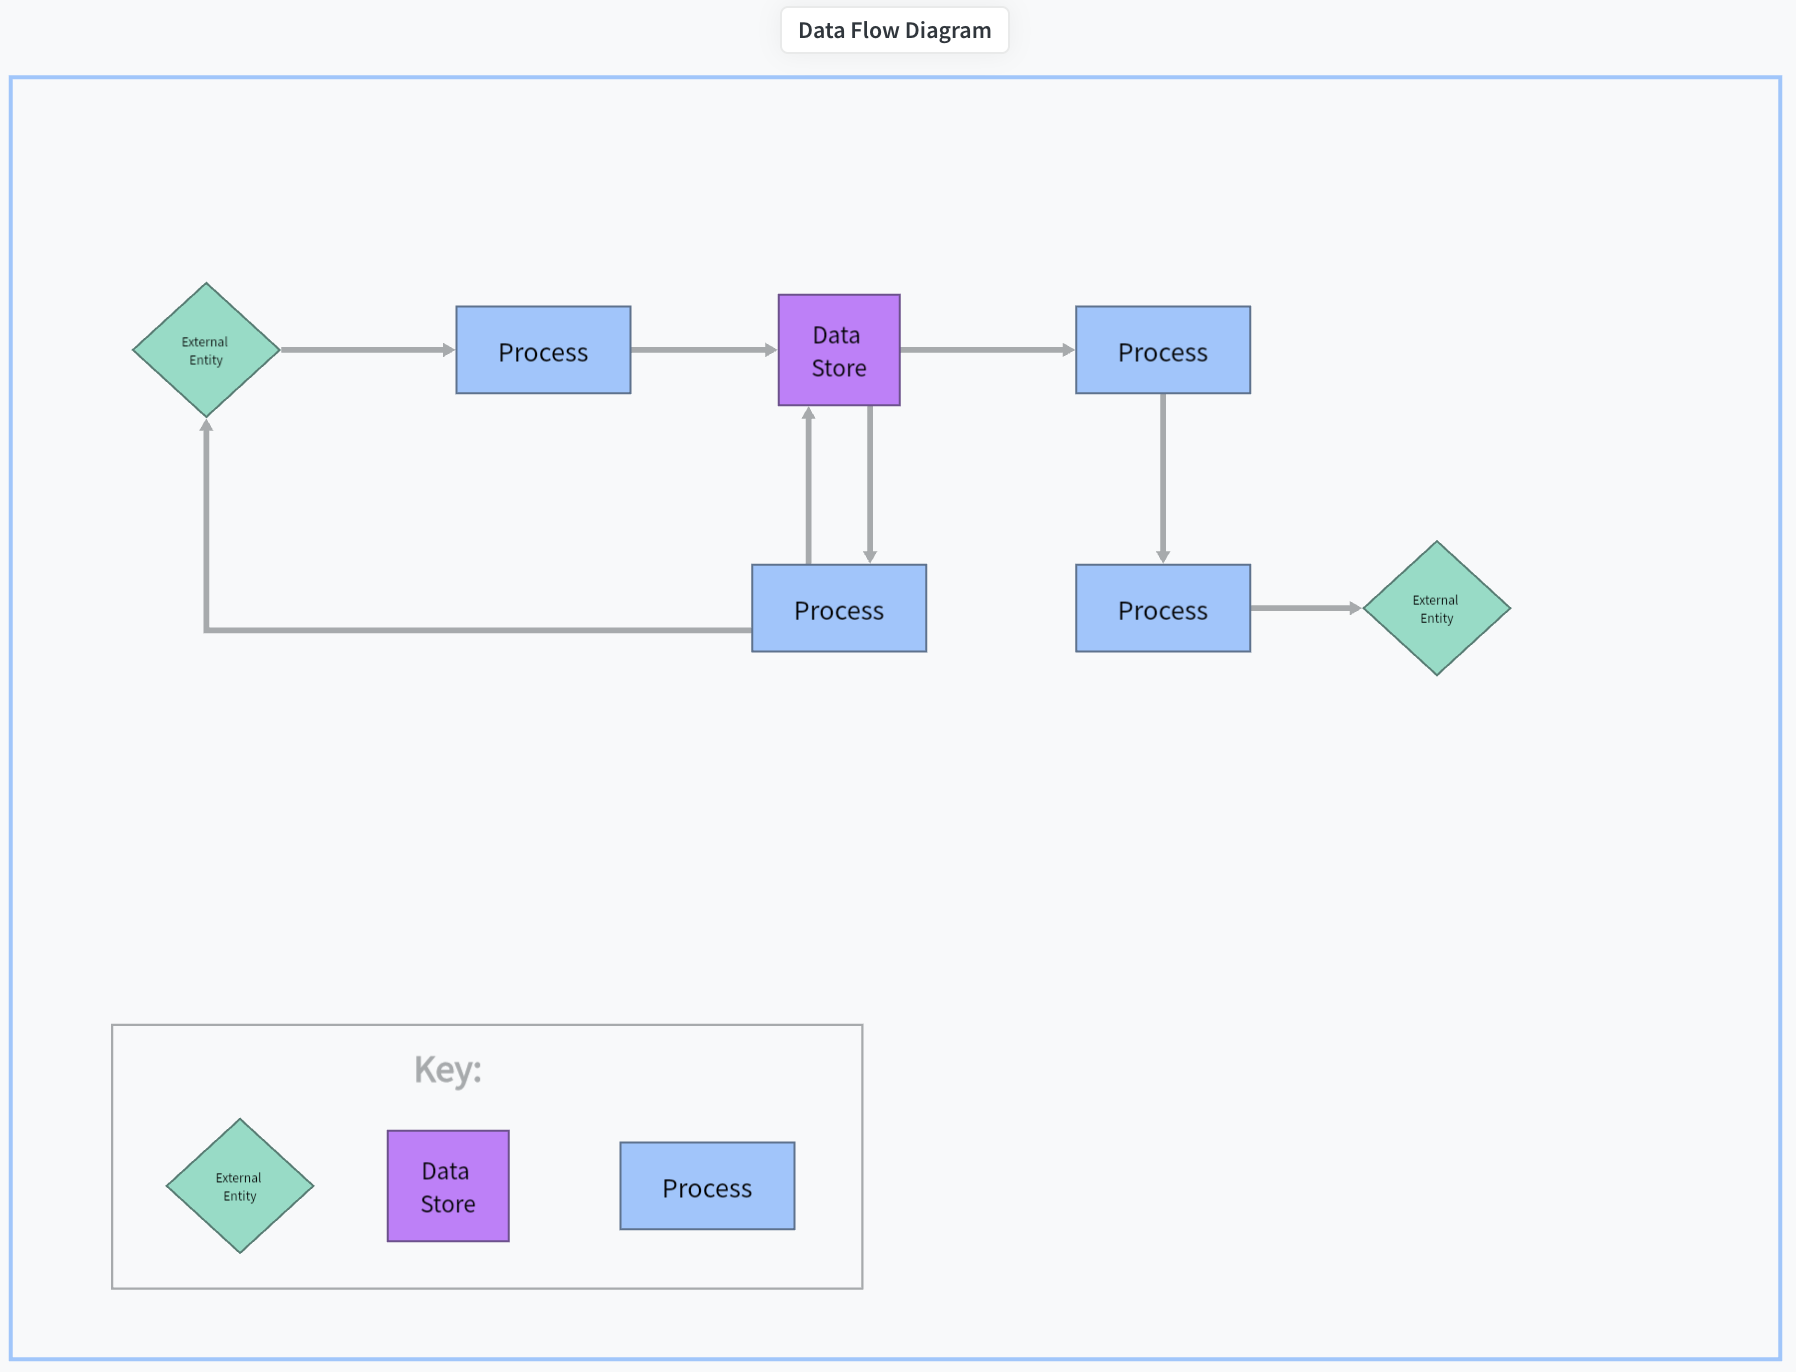 Data Flow Diagram
External
Entity
Process
Data
Store
Process
Process
Process
External
Entity
Key:
External
Entity
Data
Store
Process